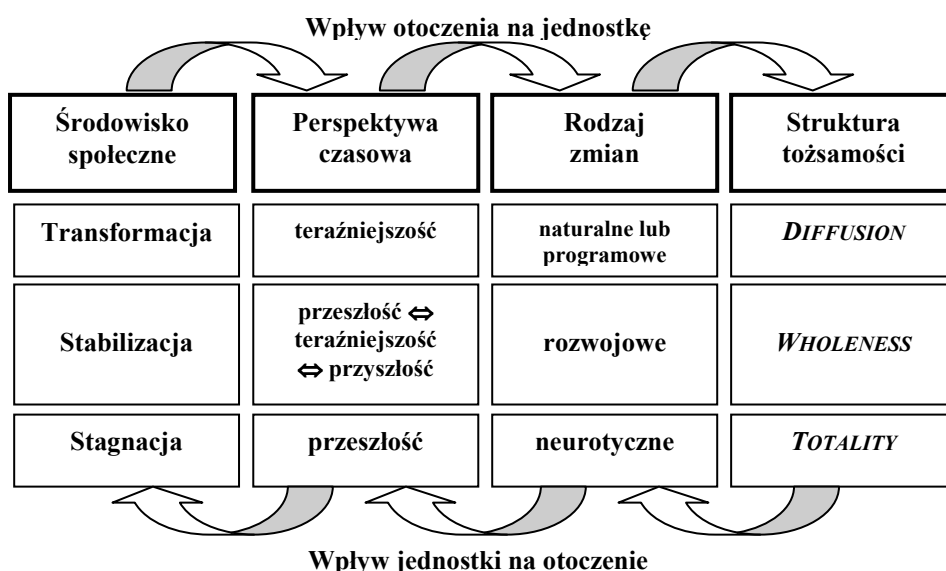 Wpływ otoczenia na jednostkę
Środowisko
społeczne
Perspektywa
czasowa
Rodzaj
zmian
Struktura
tożsamości
Transformacja
teraźniejszość
naturalne lub
programowe
DIFFUSION
Stabilizacja
przeszłość ⇔
teraźniejszość
⇔ przyszłość
rozwojowe
WHOLENESS
Stagnacja
przeszłość
neurotyczne
TOTALITY
Wpływ jednostki na otoczenie